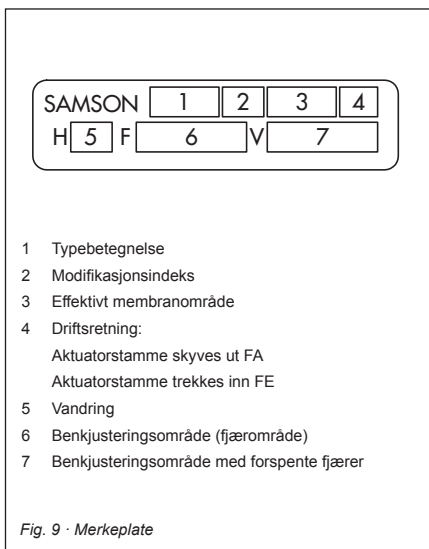 SAMSON 1 2 3 4
H 5 F 6 V 7
1 Typebetegnelse
2 Modifikasjonsindeks
3 Effektivt membranområde
4 Driftsretning:
Aktuatorstamme skyves ut FA
Aktuatorstamme trekkes inn FE
5 Vandring
6 Benkjusteringsområde (fjærområde)
7 Benkjusteringsområde med forspente fjærer
Fig. 9 · Merkeplate